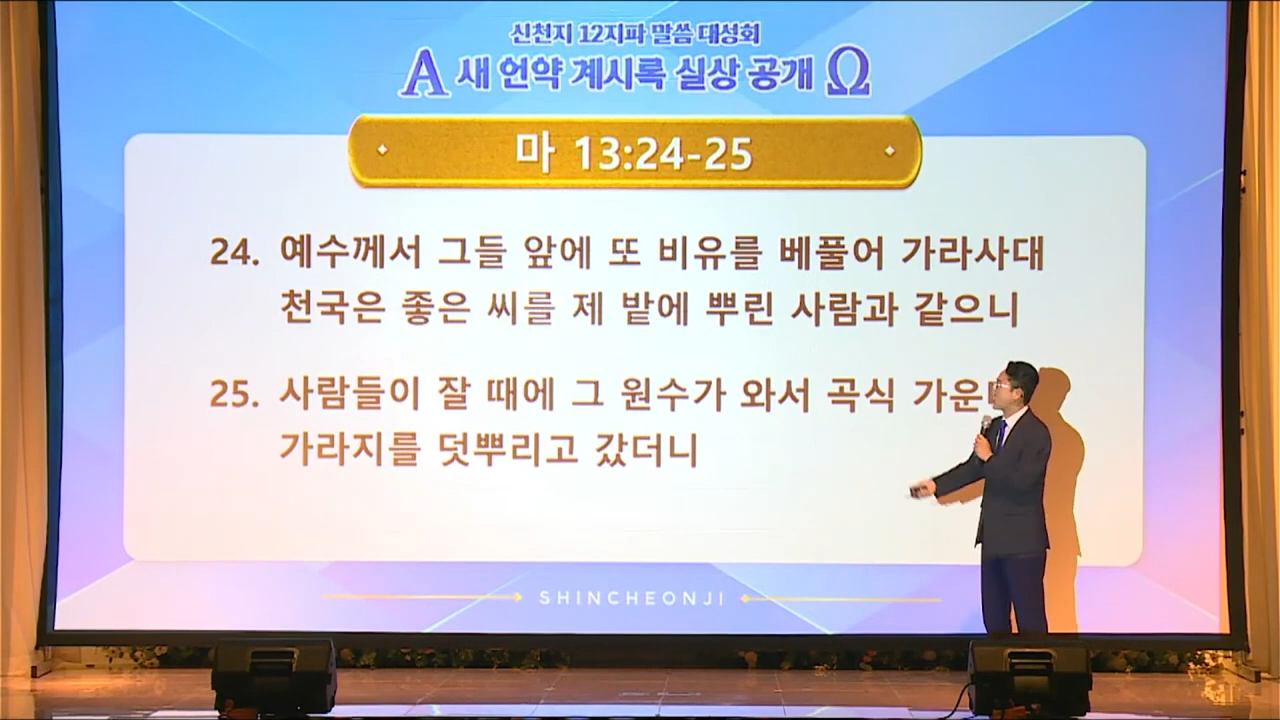 신천지 12지파 말씀 대성회
Α 새 언약 계시록 실상 공개 Ω
마 13:24-25
24. 예수께서 그들 앞에 또 비유를 베풀어 가라사대
천국은 좋은 씨를 제 밭에 뿌린 사람과 같으니
25. 사람들이 잘 때에 그 원수가 와서 곡식
가라지를 덧뿌리고 갔더니
SHINCHEONJI